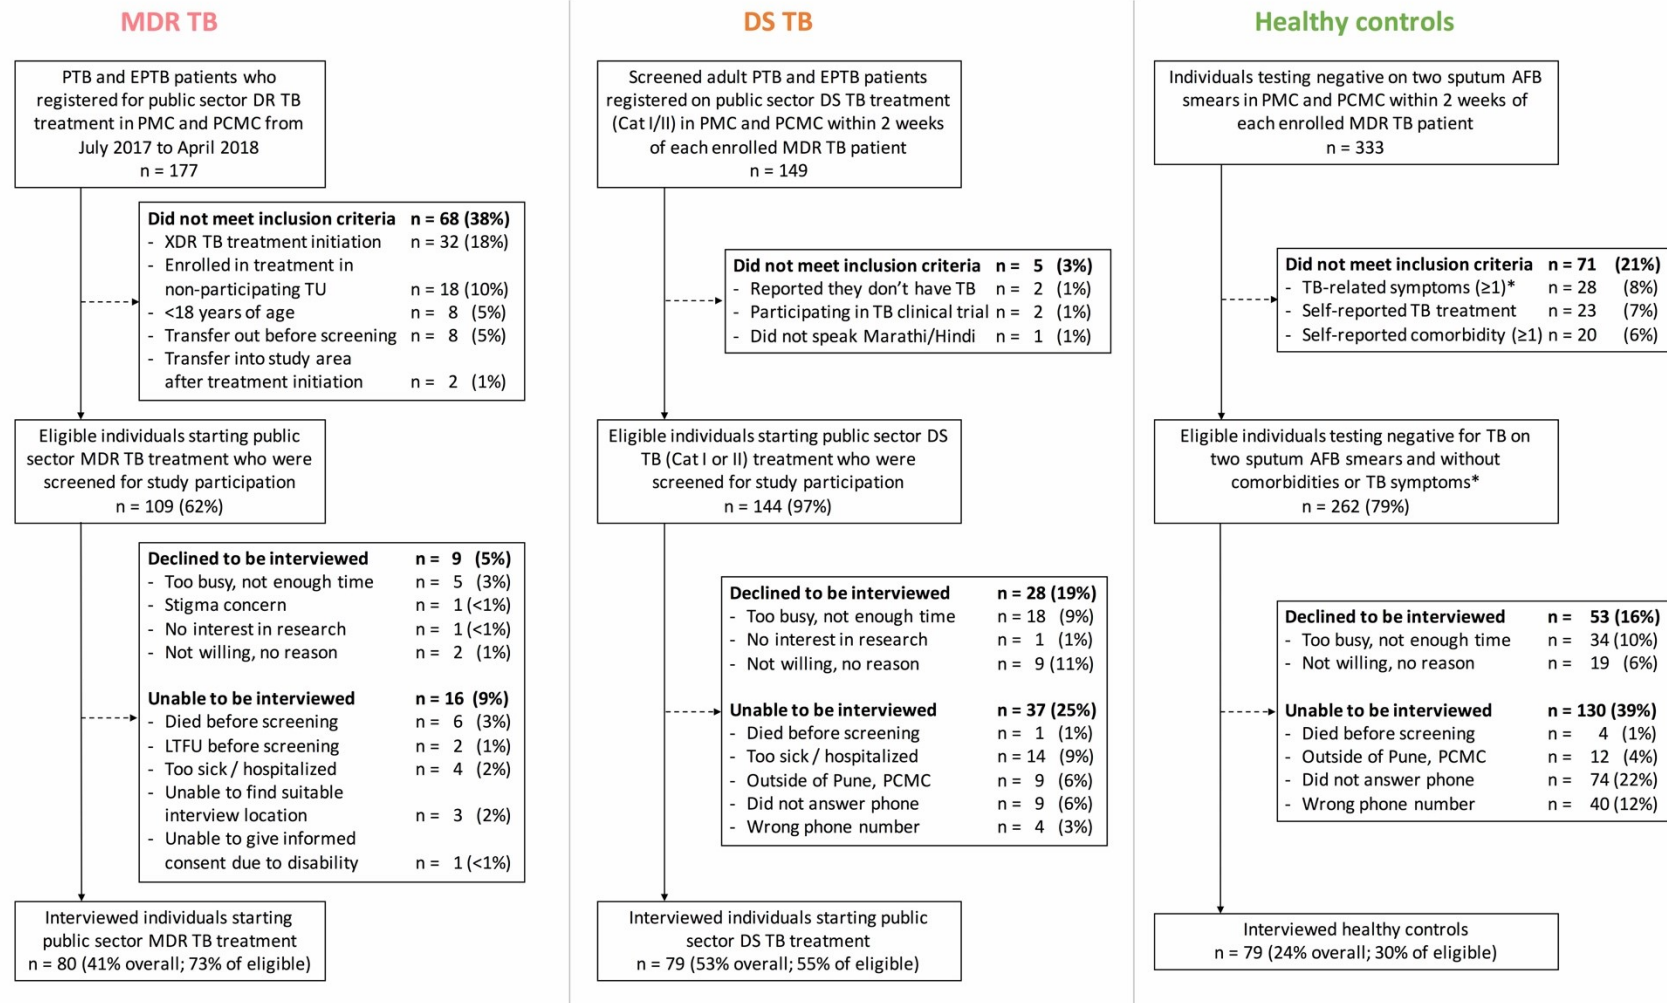 MDR TB
PTB and EPTB patients who
registered for public sector DR TB
treatment in PMC and PCMC from
July 2017 to April 2018
n = 177
Did not meet inclusion criteria n = 68 (38%)
- XDR TB treatment initiation n = 32 (18%)
- Enrolled in treatment in
non-participating TU n = 18 (10%)
- <18 years of age n = 8 (5%)
- Transfer out before screening n = 8 (5%)
- Transfer into study area
after treatment initiation n = 2 (1%)
Eligible individuals starting public
sector MDR TB treatment who were
screened for study participation
n = 109 (62%)
Declined to be interviewed n = 9 (5%)
- Too busy, not enough time n = 5 (3%)
- Stigma concern n = 1 (<1%)
- No interest in research n = 1 (<1%)
- Not willing, no reason n = 2 (1%)
Unable to be interviewed n = 16 (9%)
- Died before screening n = 6 (3%)
- LTFU before screening n = 2 (1%)
- Too sick / hospitalized n = 4 (2%)
- Unable to find suitable
interview location n = 3 (2%)
- Unable to give informed
consent due to disability n = 1 (<1%)
Interviewed individuals starting
public sector MDR TB treatment
n = 80 (41% overall; 73% of eligible)
DS TB
Screened adult PTB and EPTB patients
registered on public sector DS TB treatment
(Cat I/II) in PMC and PCMC within 2 weeks
of each enrolled MDR TB patient
n = 149
Did not meet inclusion criteria n = 5 (3%)
- Reported they don't have TB n = 2 (1%)
- Participating in TB clinical trial n = 2 (1%)
- Did not speak Marathi/Hindi n = 1 (1%)
Eligible individuals starting public sector DS
TB (Cat I or II) treatment who were
screened for study participation
n = 144 (97%)
Declined to be interviewed n = 28 (19%)
- Too busy, not enough time n = 18 (9%)
- No interest in research n = 1 (1%)
- Not willing, no reason n = 9 (11%)
Unable to be interviewed n = 37 (25%)
- Died before screening n = 1 (1%)
- Too sick / hospitalized n = 14 (9%)
- Outside of Pune, PCMC n = 9 (6%)
- Did not answer phone n = 9 (6%)
- Wrong phone number n = 4 (3%)
Interviewed individuals starting public
sector DS TB treatment
n = 79 (53% overall; 55% of eligible)
Healthy controls
Individuals testing negative on two sputum AFB
smears in PMC and PCMC within 2 weeks of
each enrolled MDR TB patient
n = 333
Did not meet inclusion criteria n = 71 (21%)
- TB-related symptoms (≥1)* n = 28 (8%)
- Self-reported TB treatment n = 23 (7%)
- Self-reported comorbidity (≥1) n = 20 (6%)
Eligible individuals testing negative for TB on
two sputum AFB smears and without
comorbidities or TB symptoms*
n = 262 (79%)
Declined to be interviewed n = 53 (16%)
- Too busy, not enough time n = 34 (10%)
- Not willing, no reason n = 19 (6%)
Unable to be interviewed n = 130 (39%)
- Died before screening n = 4 (1%)
- Outside of Pune, PCMC n = 12 (4%)
- Did not answer phone n = 74 (22%)
- Wrong phone number n = 40 (12%)
Interviewed healthy controls
n = 79 (24% overall; 30% of eligible)